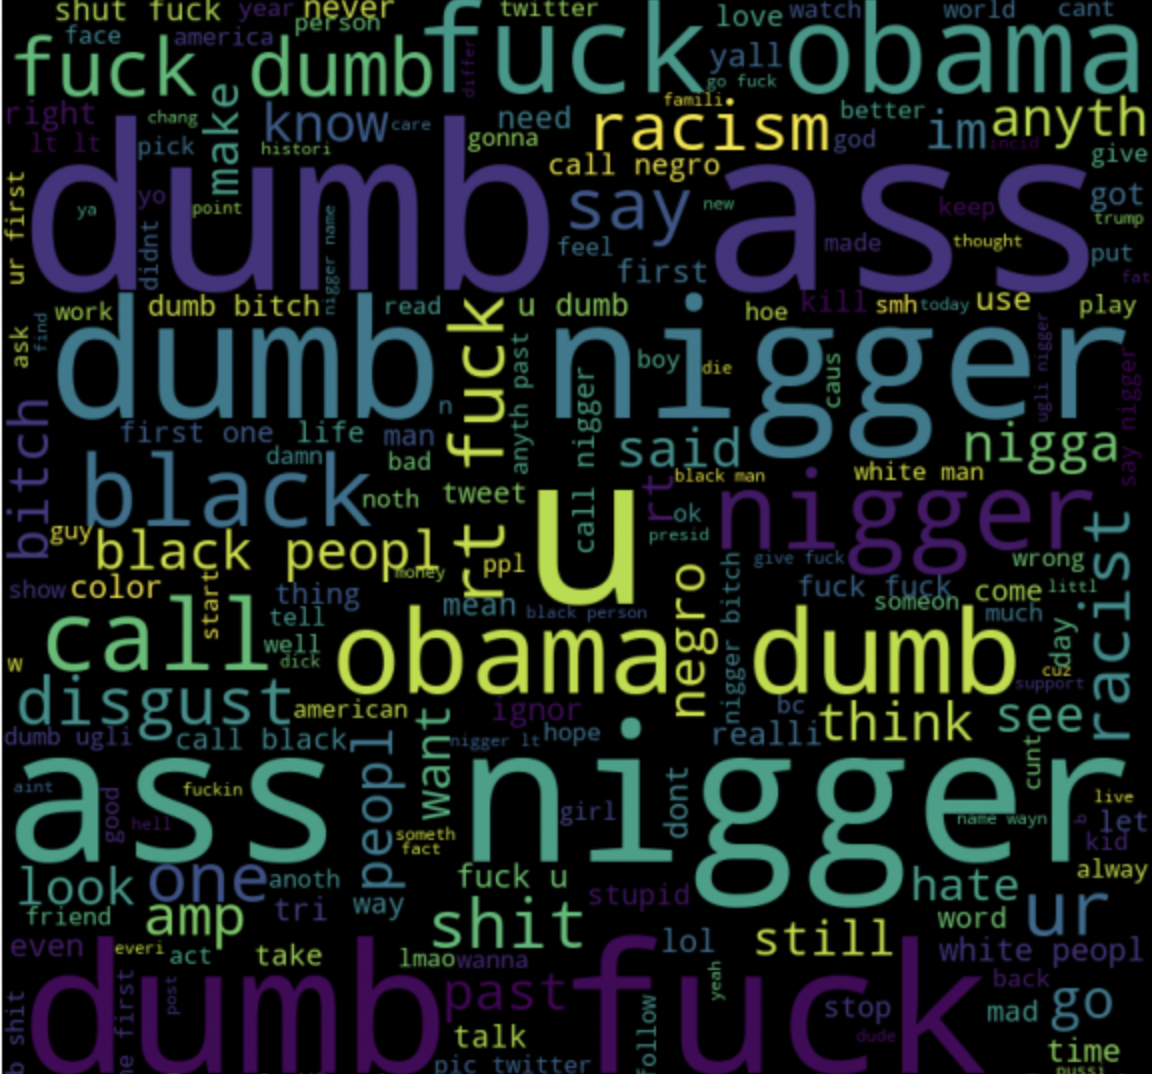 shut fuck year never twitter love watch world cant
face america person
fuck dumb fuck obama
differ yall go fuck
right chang make know care need famili racism better im anyth
lt lt pick histori gonna god incid
call negro give
dumb ass
ur first ya yo point say new keep got
didnt nigger name feel made thought trump
first put
fat
work dumb bitch read u dumb hoe kill smh today use play
ask find
dumb nigger
rt fuck anyth past boy die caus ugli nigger
n call nigger say nigger
bitch first one life man said nigga
damn bad black man white man
black noth tweet u rt nigger
ok
guy presid racist
black peopl money ppl give fuck wrong
show color start thing fuck fuck come littl
mean black person negro nigger bitch someon much
call tell obama dumb day
well
w dick cuz
support
disgust american ignor bc think see
dumb ugli call black peopl want nigger lt hope realli
cunt
ass nigger
aint good fuckin girl dont name wayn live
hell b let
someth kid
fact
look one anoth fuck u stupid hate alway
friend amp tri way shit word ur
even everi act take lmao wanna lol still white peopl
dumb fuck
b shit ne first post past yeah stop back
talk follow dude mad go
pic twitter time
pussi